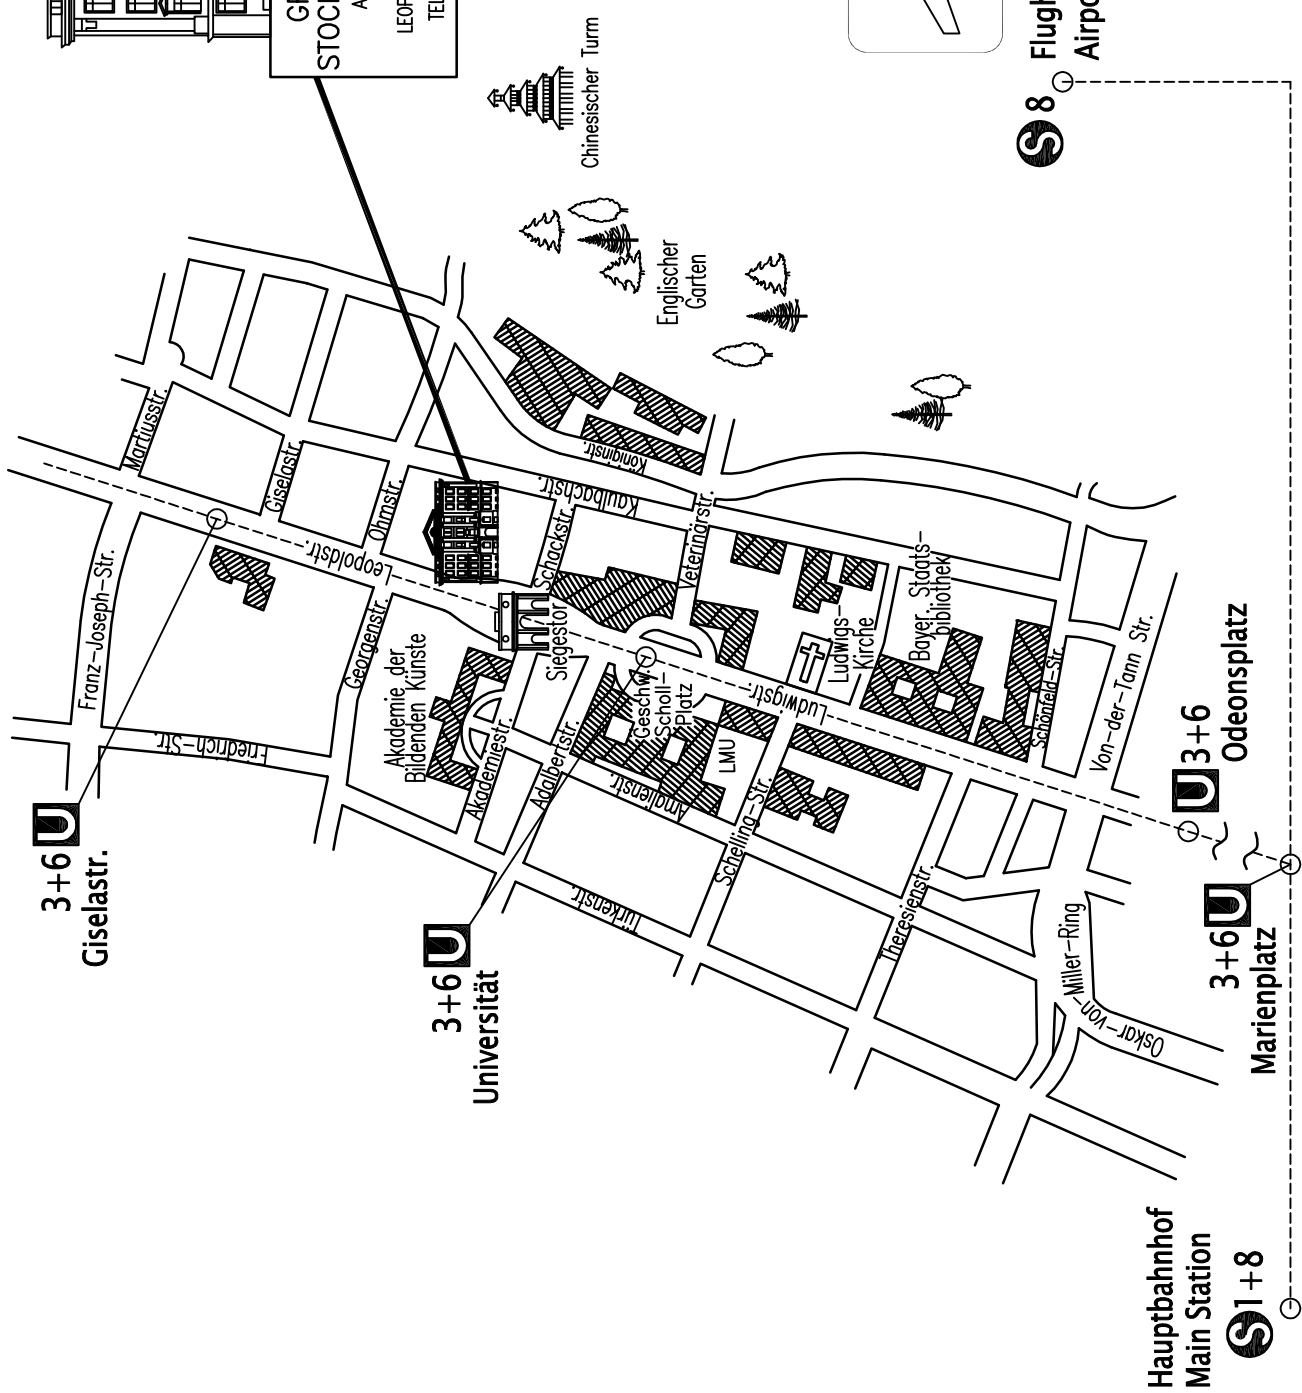 3+6 U
Giselastr.
Franz-Joseph-Str.
Martiusstr.
Friedrich-Str.
Giselastr.
Leopoldstr.
Ohmstr.
Georgenstr.
Akademie der
Bildenden Künste
Siegestor
Schackstr.
Kaulbachstr.
Königinstr.
Chinesischer Turm
Englischer
Garten
3+6 U
Universität
Akademiestr.
Adalbertstr.
Amalienstr.
Türkenstr.
Geschw.-
Scholl-
Platz
LMU
Veterinärstr.
Ludwigstr.
Ludwigs-
Kirche
Schelling-Str.
Bayer. Staats-
bibliothek
Theresienstr.
Schönfeld-Str.
Von-der-Tann Str.
Oskar-von-Miller-Ring
U 3+6
Odeonsplatz
3+6 U
Marienplatz
Hauptbahnhof
Main Station
S 1+8
S 8